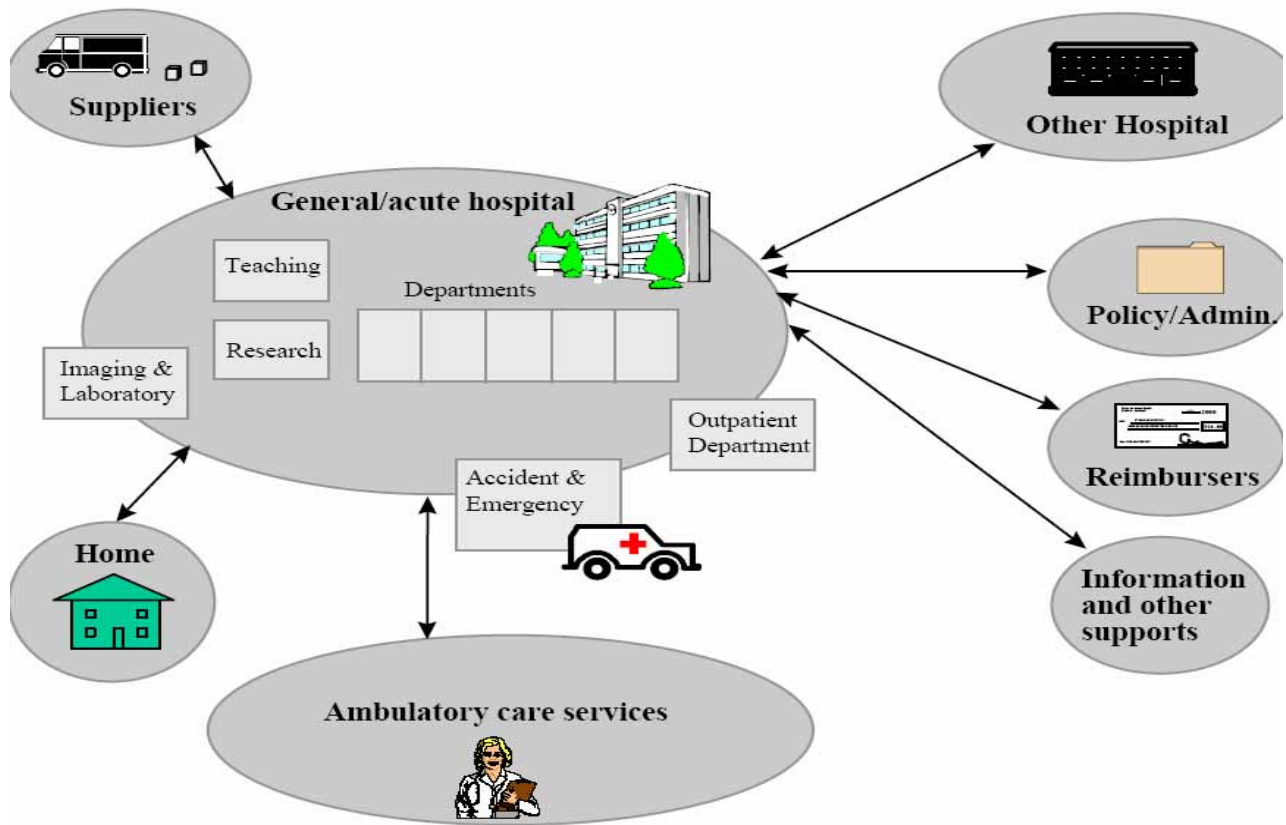 Suppliers
Other Hospital
General/acute hospital
Teaching
Departments
Research
Policy/Admin.
Imaging &
Laboratory
Outpatient
Department
Accident &
Emergency
Reimbursers
Home
Information
and other
supports
Ambulatory care services